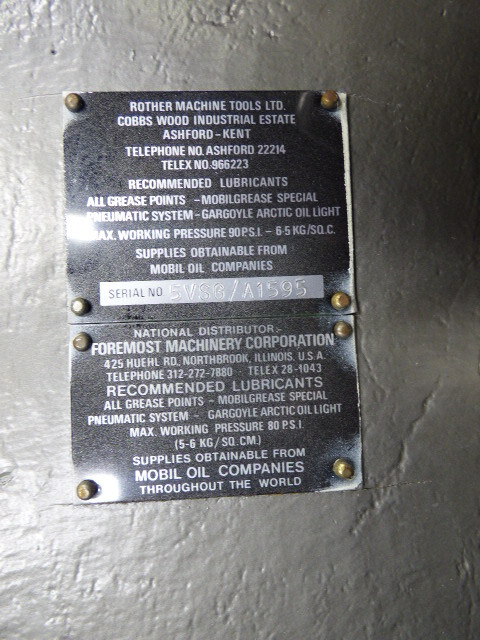 ROTHER MACHINE TOOLS LTD.
COBBS WOOD INDUSTRIAL ESTATE
ASHFORD-KENT
TELEPHONE NO. ASHFORD 22214
TELEX NO. 966223
RECOMMENDED LUBRICANTS
ALL GREASE POINTS - MOBILGREASE SPECIAL
PNEUMATIC SYSTEM - GARGOYLE ARCTIC OIL LIGHT
MAX. WORKING PRESSURE 90 P.S.I. - 6·5 KG/SQ.C.
SUPPLIES OBTAINABLE FROM
MOBIL OIL COMPANIES
SERIAL NO 5VSG/A1595
NATIONAL DISTRIBUTOR:-
FOREMOST MACHINERY CORPORATION
425 HUEHL RD., NORTHBROOK, ILLINOIS, U.S.A.
TELEPHONE 312-272-7880 · TELEX 28-1043
RECOMMENDED LUBRICANTS
ALL GREASE POINTS - MOBILGREASE SPECIAL
PNEUMATIC SYSTEM - GARGOYLE ARCTIC OIL LIGHT
MAX. WORKING PRESSURE 80 P.S.I.
(5-6 KG/SQ. CM.)
SUPPLIES OBTAINABLE FROM
MOBIL OIL COMPANIES
THROUGHOUT THE WORLD